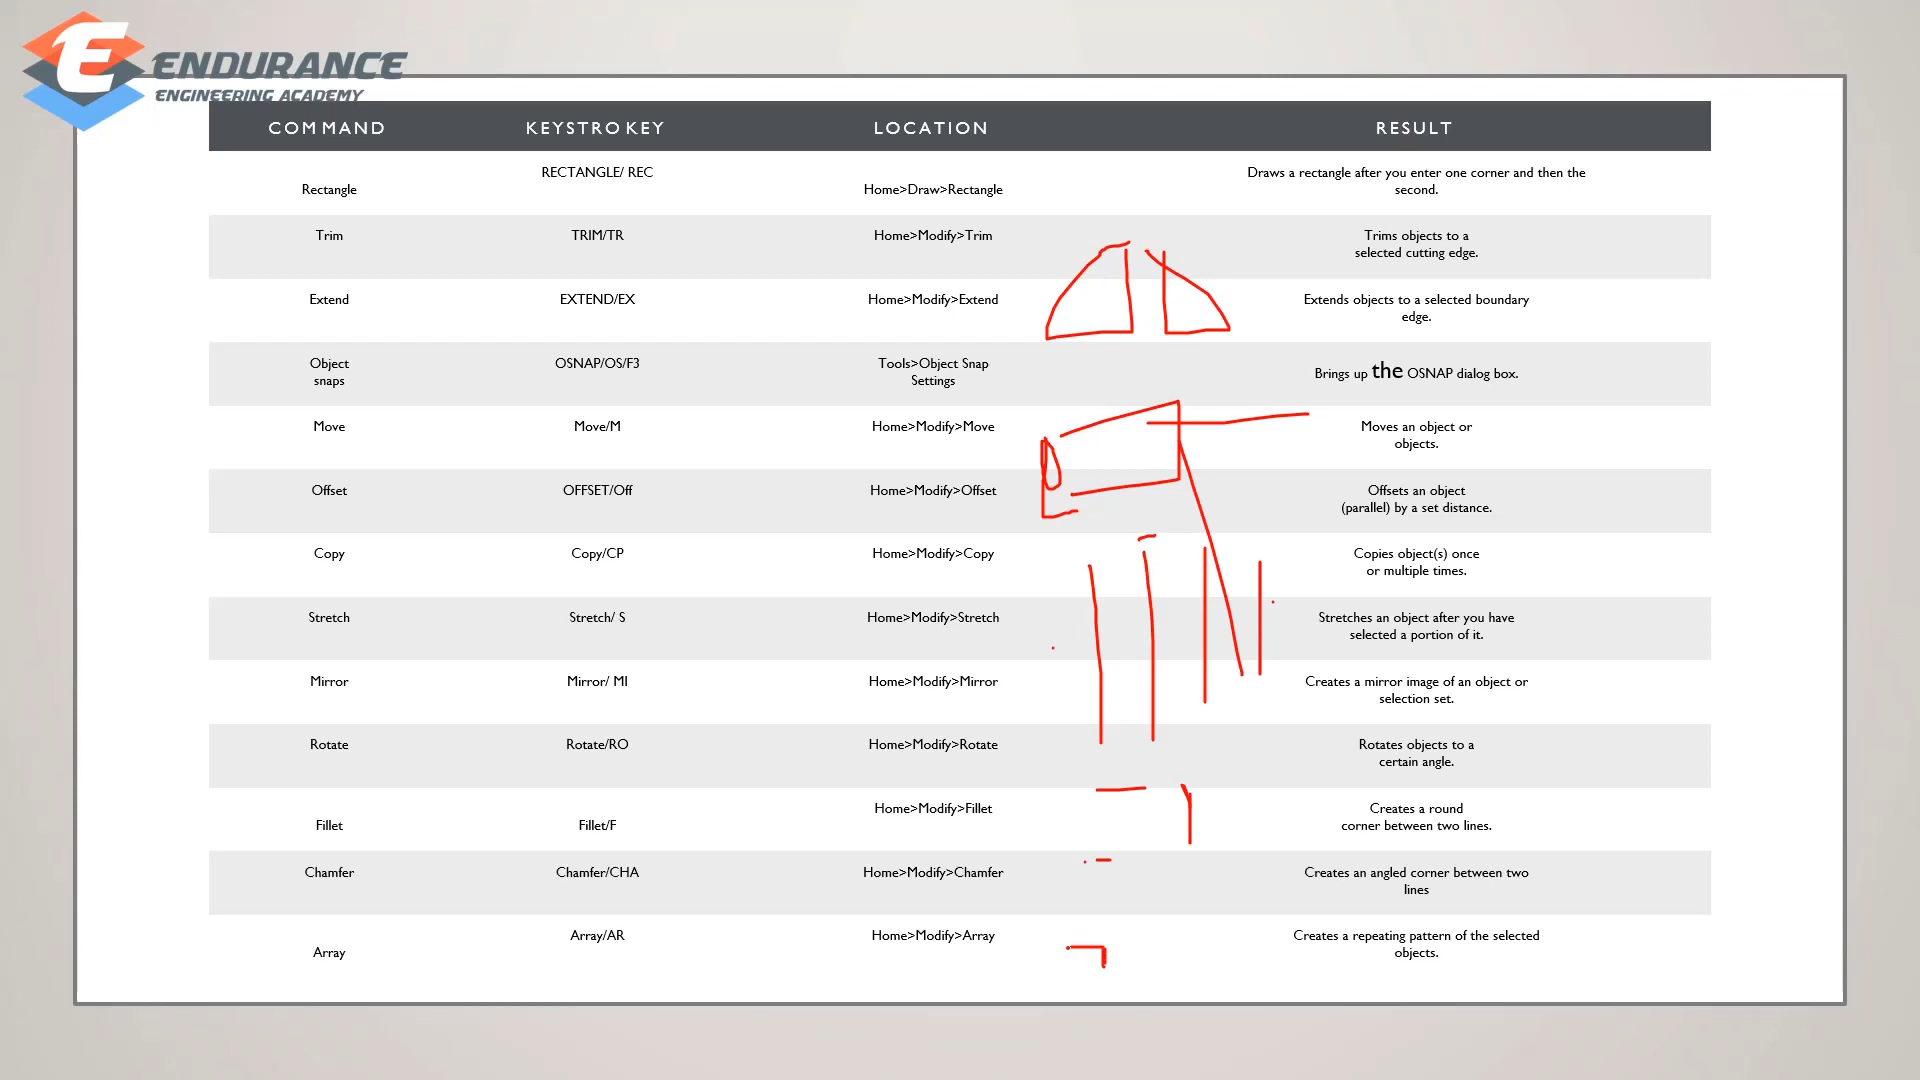 ENDURANCE
ENGINEERING ACADEMY
COMMAND KEYSTROKEY LOCATION RESULT
Rectangle RECTANGLE/ REC Home>Draw>Rectangle Draws a rectangle after you enter one corner and then the
second.
Trim TRIM/TR Home>Modify>Trim Trims objects to a
selected cutting edge.
Extend EXTEND/EX Home>Modify>Extend Extends objects to a selected boundary
edge.
Object OSNAP/OS/F3 Tools>Object Snap Brings up the OSNAP dialog box.
snaps Settings
Move Move/M Home>Modify>Move Moves an object or
objects.
Offset OFFSET/Off Home>Modify>Offset Offsets an object
(parallel) by a set distance.
Copy Copy/CP Home>Modify>Copy Copies object(s) once
or multiple times.
Stretch Stretch/ S Home>Modify>Stretch Stretches an object after you have
selected a portion of it.
Mirror Mirror/ MI Home>Modify>Mirror Creates a mirror image of an object or
selection set.
Rotate Rotate/RO Home>Modify>Rotate Rotates objects to a
certain angle.
Fillet Fillet/F Home>Modify>Fillet Creates a round
corner between two lines.
Chamfer Chamfer/CHA Home>Modify>Chamfer Creates an angled corner between two
lines
Array Array/AR Home>Modify>Array Creates a repeating pattern of the selected
objects.